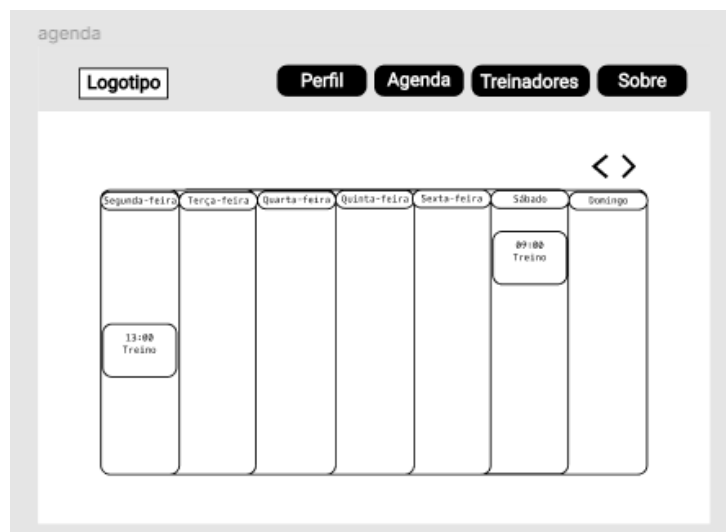 agenda
Logotipo
Perfil
Agenda
Treinadores
Sobre
< >
Segunda-feira
Terça-feira
Quarta-feira
Quinta-feira
Sexta-feira
Sábado
Domingo
09:00
Treino
13:00
Treino